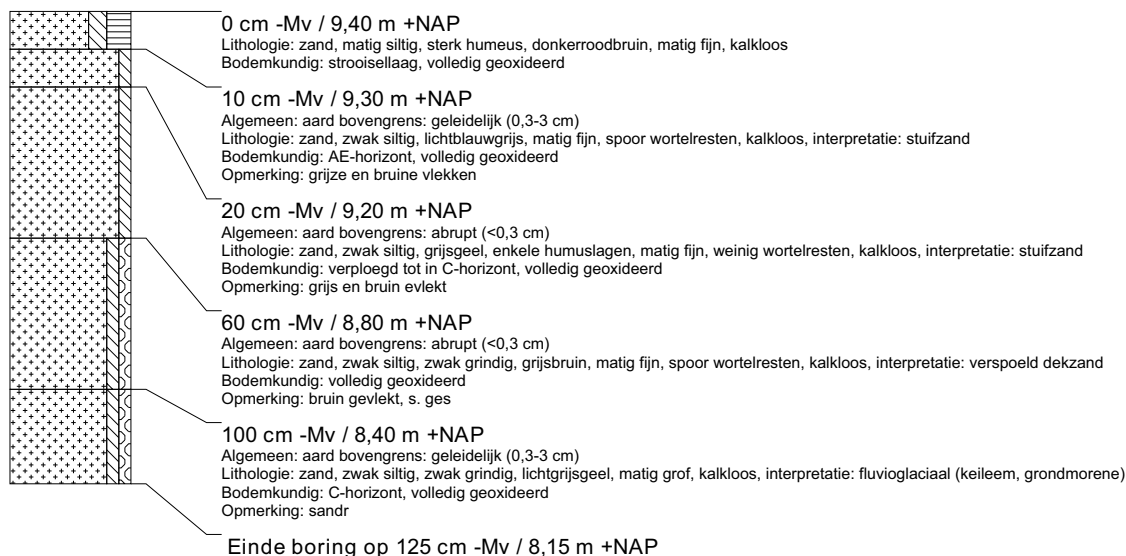 0 cm -Mv / 9,40 m +NAP
Lithologie: zand, matig siltig, sterk humeus, donkerroodbruin, matig fijn, kalkloos
Bodemkundig: strooisellaag, volledig geoxideerd
10 cm -Mv / 9,30 m +NAP
Algemeen: aard bovengrens: geleidelijk (0,3-3 cm)
Lithologie: zand, zwak siltig, lichtblauwgrijs, matig fijn, spoor wortelresten, kalkloos, interpretatie: stuifzand
Bodemkundig: AE-horizont, volledig geoxideerd
Opmerking: grijze en bruine vlekken
20 cm -Mv / 9,20 m +NAP
Algemeen: aard bovengrens: abrupt (<0,3 cm)
Lithologie: zand, zwak siltig, grijsgeel, enkele humuslagen, matig fijn, weinig wortelresten, kalkloos, interpretatie: stuifzand
Bodemkundig: verploegd tot in C-horizont, volledig geoxideerd
Opmerking: grijs en bruin evlekt
60 cm -Mv / 8,80 m +NAP
Algemeen: aard bovengrens: abrupt (<0,3 cm)
Lithologie: zand, zwak siltig, zwak grindig, grijsbruin, matig fijn, spoor wortelresten, kalkloos, interpretatie: verspoeld dekzand
Bodemkundig: volledig geoxideerd
Opmerking: bruin gevlekt, s. ges
100 cm -Mv / 8,40 m +NAP
Algemeen: aard bovengrens: geleidelijk (0,3-3 cm)
Lithologie: zand, zwak siltig, zwak grindig, lichtgrijsgeel, matig grof, kalkloos, interpretatie: fluvioglaciaal (keileem, grondmorene)
Bodemkundig: C-horizont, volledig geoxideerd
Opmerking: sandr
Einde boring op 125 cm -Mv / 8,15 m +NAP